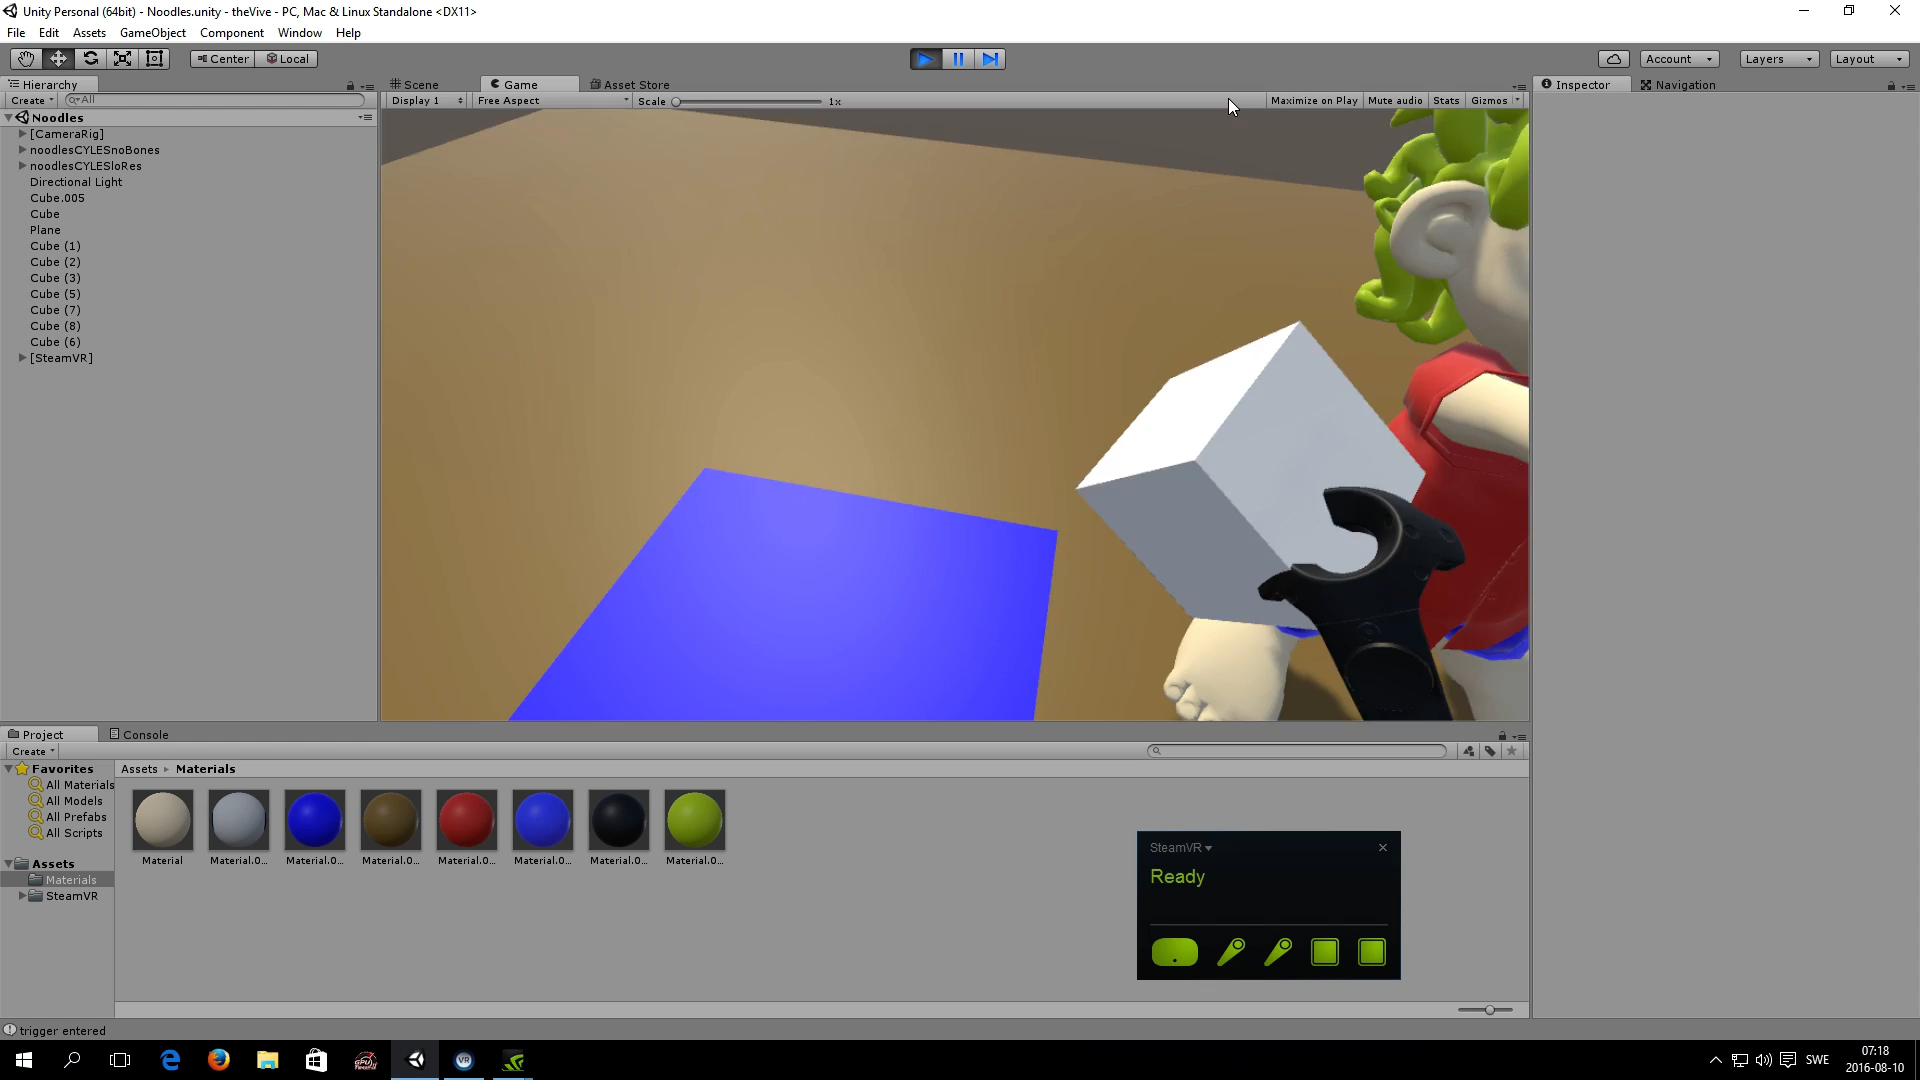 Unity Personal (64bit) - Noodles.unity - theVive - PC, Mac & Linux Standalone <DX11>
File Edit Assets GameObject Component Window Help
Center Local Account Layers Layout
Hierarchy Scene Game Asset Store Inspector Navigation
Create All Display 1 Free Aspect Scale 1x Maximize on Play Mute audio Stats Gizmos
Noodles
[CameraRig]
noodlesCYLESnoBones
noodlesCYLESloRes
Directional Light
Cube.005
Cube
Plane
Cube (1)
Cube (2)
Cube (3)
Cube (5)
Cube (7)
Cube (8)
Cube (6)
[SteamVR]
Project Console
Create
Favorites
All Materials
All Models
All Prefabs
All Scripts
Assets
Materials
SteamVR
Assets Materials
Material Material.0... Material.0... Material.0... Material.0... Material.0... Material.0... Material.0...
SteamVR
Ready
trigger entered
VR
SWE
07:18
2016-08-10